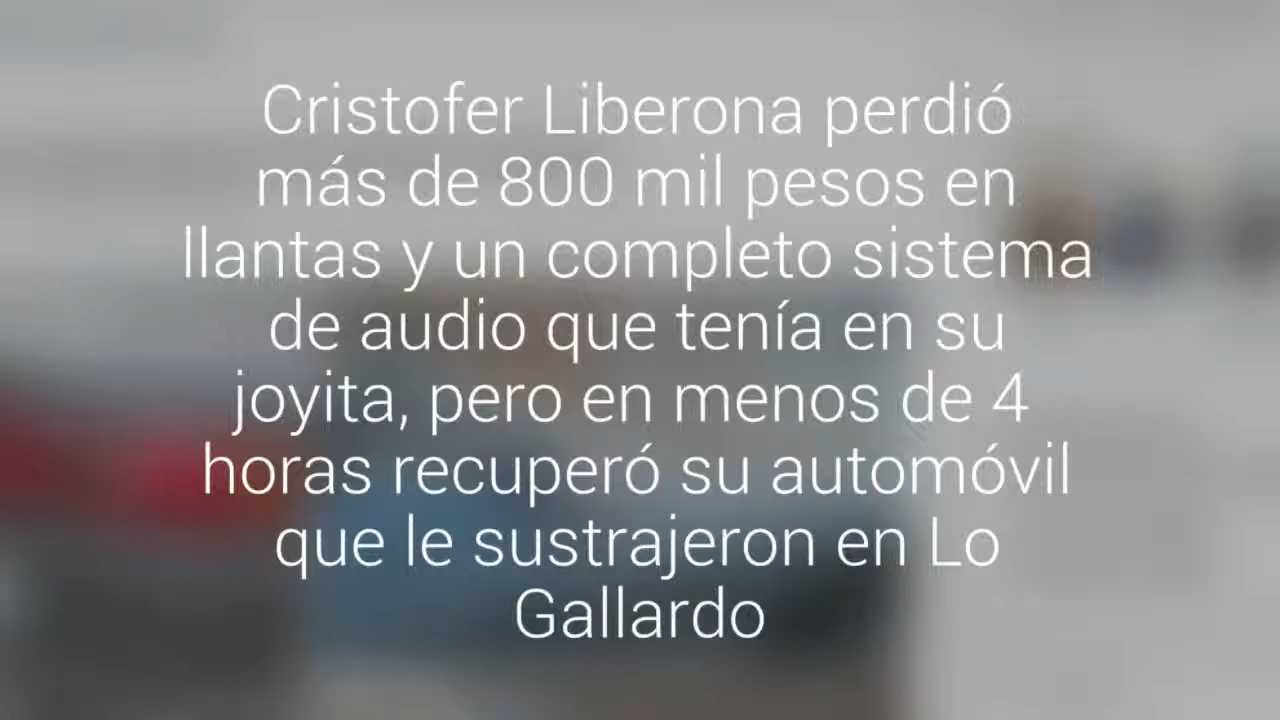 Cristofer Liberona perdió
más de 800 mil pesos en
llantas y un completo sistema
de audio que tenía en su
joyita, pero en menos de 4
horas recuperó su automóvil
que le sustrajeron en Lo
Gallardo